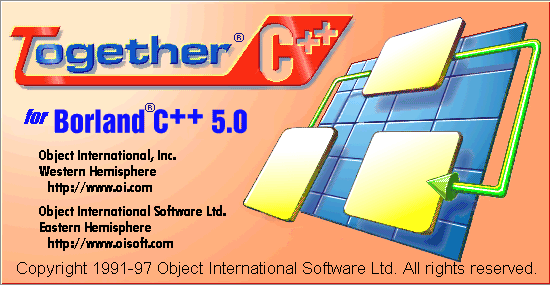 Together® C++
for Borland® C++ 5.0
Object International, Inc.
Western Hemisphere
http://www.oi.com
Object International Software Ltd.
Eastern Hemisphere
http://www.oisoft.com
Copyright 1991-97 Object International Software Ltd. All rights reserved.